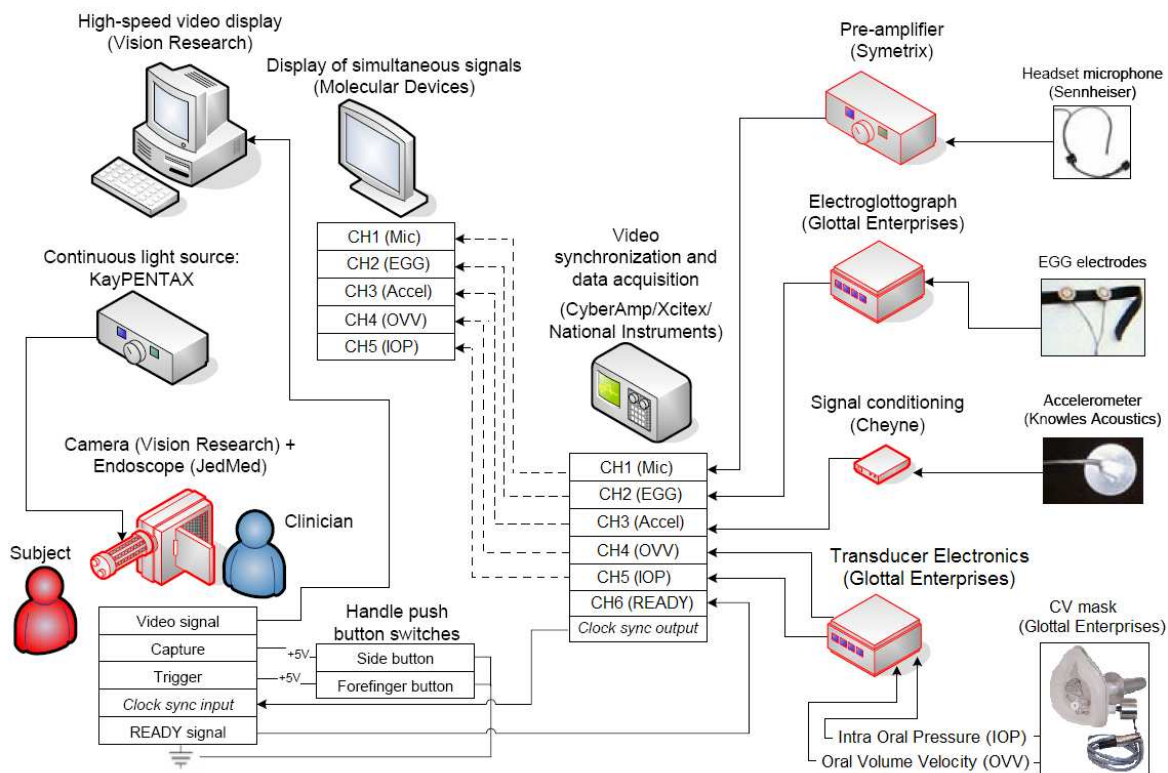 High-speed video display
(Vision Research)
Display of simultaneous signals
(Molecular Devices)
Pre-amplifier
(Symetrix)
Headset microphone
(Sennheiser)
Electroglottograph
(Glottal Enterprises)
EGG electrodes
CH1 (Mic)
CH2 (EGG)
CH3 (Accel)
CH4 (OVV)
CH5 (IOP)
Video
synchronization and
data acquisition
(CyberAmp/Xcitex/
National Instruments)
Continuous light source:
KayPENTAX
Signal conditioning
(Cheyne)
Accelerometer
(Knowles Acoustics)
Camera (Vision Research) +
Endoscope (JedMed)
Clinician
Subject
CH1 (Mic)
CH2 (EGG)
CH3 (Accel)
CH4 (OVV)
CH5 (IOP)
CH6 (READY)
Clock sync output
Transducer Electronics
(Glottal Enterprises)
CV mask
(Glottal Enterprises)
Handle push
button switches
Video signal
Capture
Trigger
Clock sync input
READY signal
+5V
+5V
Side button
Forefinger button
Intra Oral Pressure (IOP)
Oral Volume Velocity (OVV)